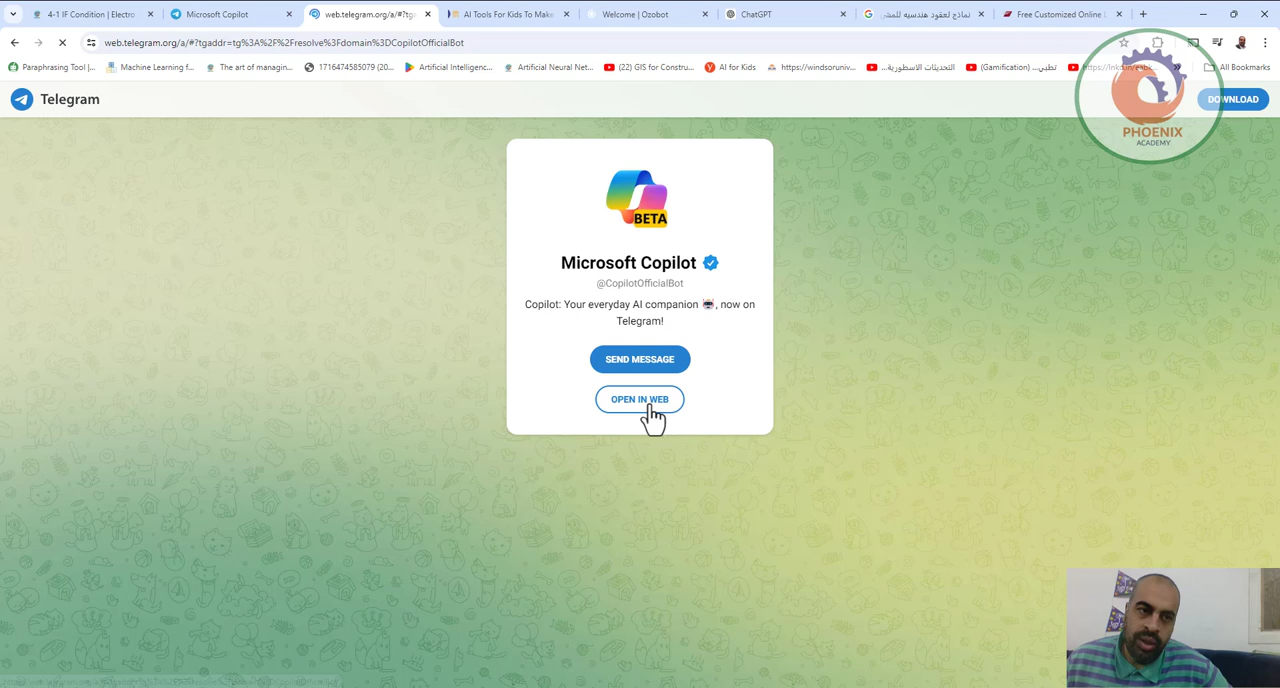 4-1 IF Condition | Electro
Microsoft Copilot
web.telegram.org/a/#?tga
AI Tools For Kids To Make
Welcome | Ozobot
ChatGPT
نماذج لعقود هندسيه للمشر
Free Customized Online L
web.telegram.org/a/#?tgaddr=tg%3A%2F%2Fresolve%3Fdomain%3DCopilotOfficialBot
Paraphrasing Tool |...
Machine Learning f...
The art of managin...
1716474585079 (20...
Artificial Intelligenc...
Artificial Neural Net...
(22) GIS for Constru...
AI for Kids
https://windsoruniv...
التحديثات الاسطورية...
(Gamification) ...تطبي
All Bookmarks
Telegram
DOWNLOAD
PHOENIX
ACADEMY
BETA
Microsoft Copilot
@CopilotOfficialBot
Copilot: Your everyday AI companion 🤖, now on
Telegram!
SEND MESSAGE
OPEN IN WEB